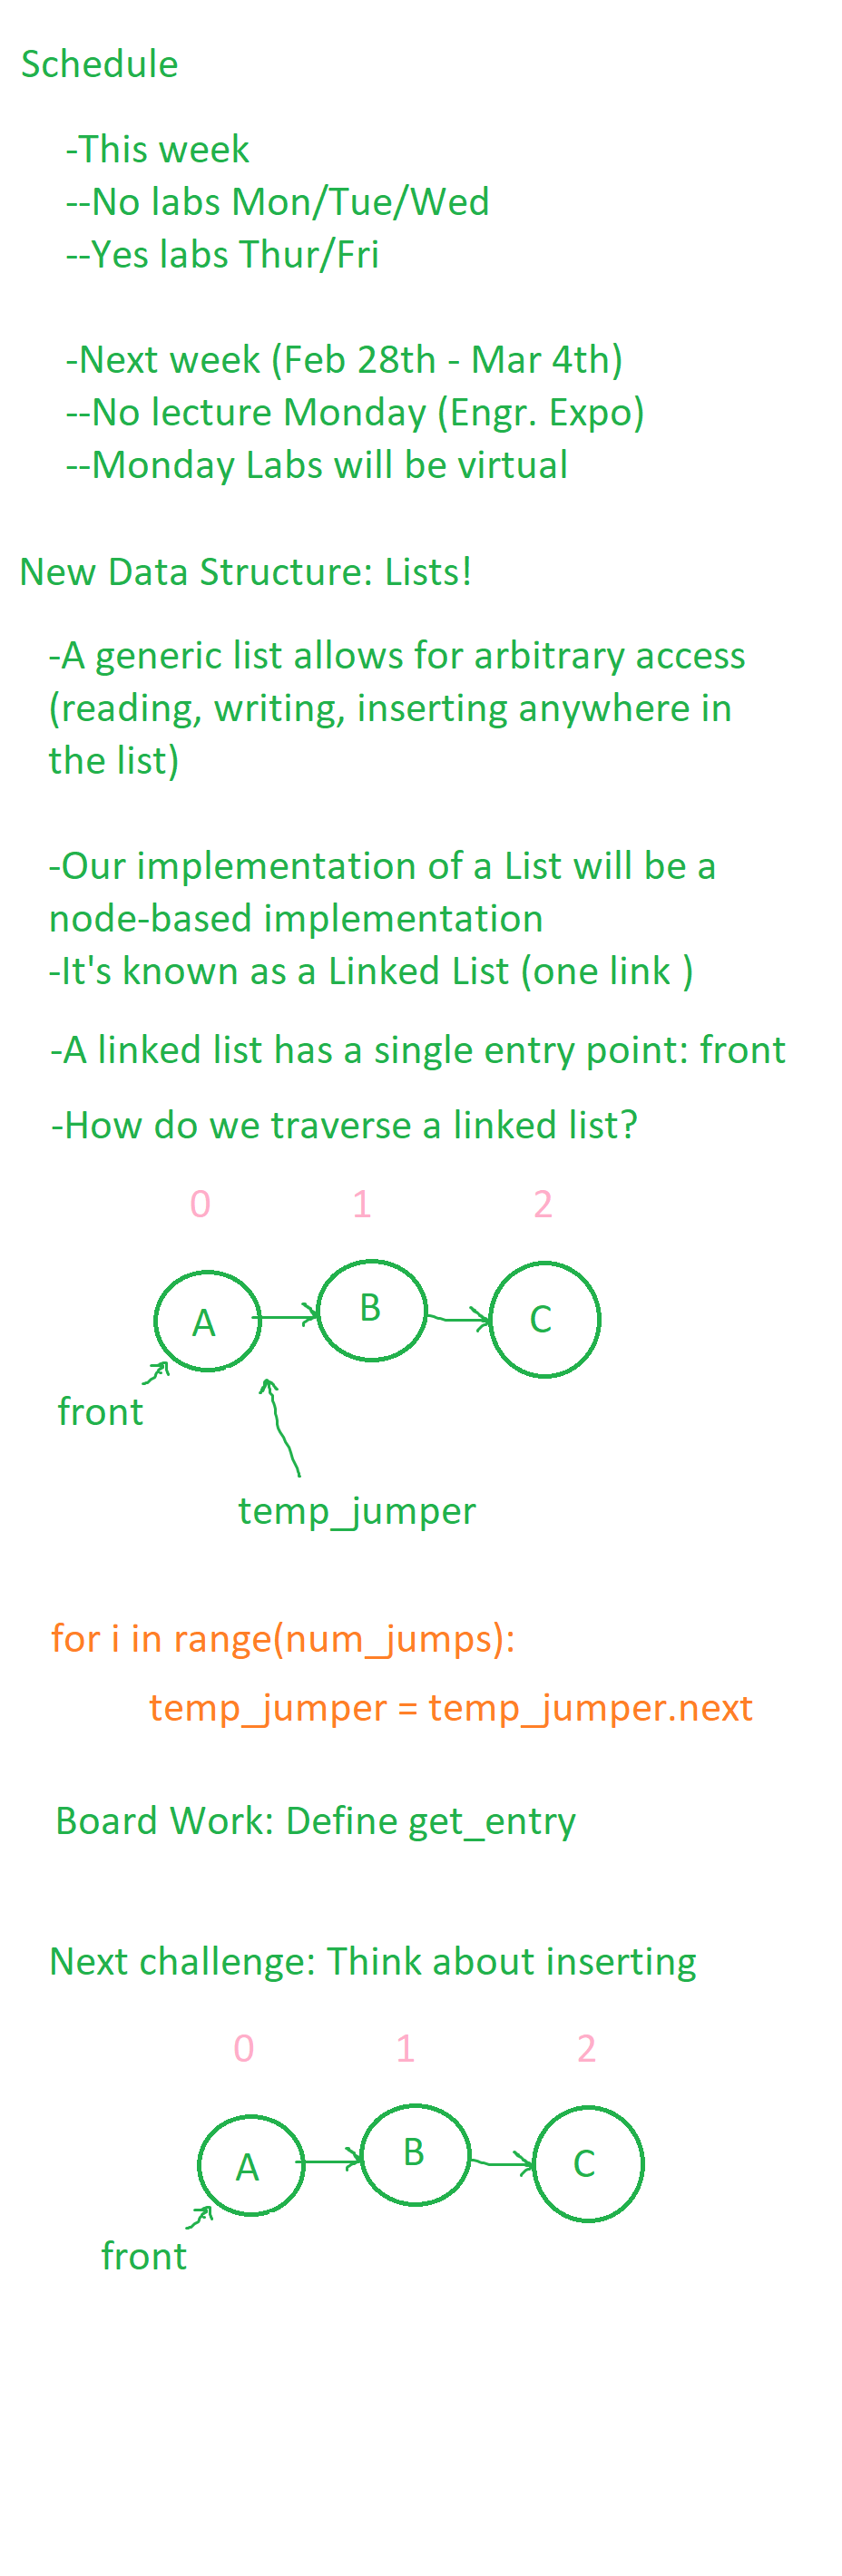 Schedule
-This week
--No labs Mon/Tue/Wed
--Yes labs Thur/Fri
-Next week (Feb 28th - Mar 4th)
--No lecture Monday (Engr. Expo)
--Monday Labs will be virtual
New Data Structure: Lists!
-A generic list allows for arbitrary access
(reading, writing, inserting anywhere in
the list)
-Our implementation of a List will be a
node-based implementation
-It's known as a Linked List (one link )
-A linked list has a single entry point: front
-How do we traverse a linked list?
0 1 2
A B C
front
temp_jumper
for i in range(num_jumps):
temp_jumper = temp_jumper.next
Board Work: Define get_entry
Next challenge: Think about inserting
0 1 2
A B C
front